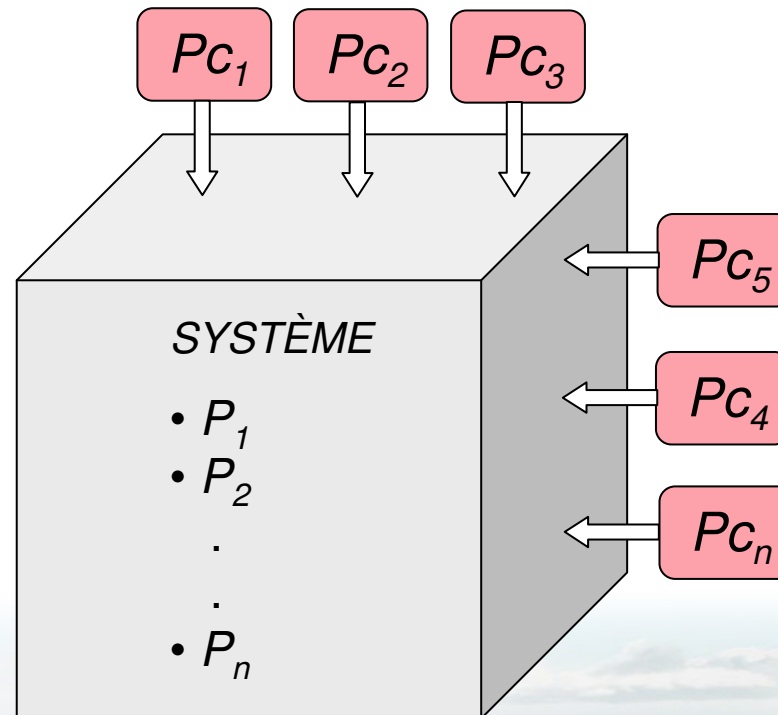 Pc₁ Pc₂ Pc₃
Pc₅
SYSTÈME
Pc₄
• P₁
• P₂
.
Pcₙ
.
• Pₙ